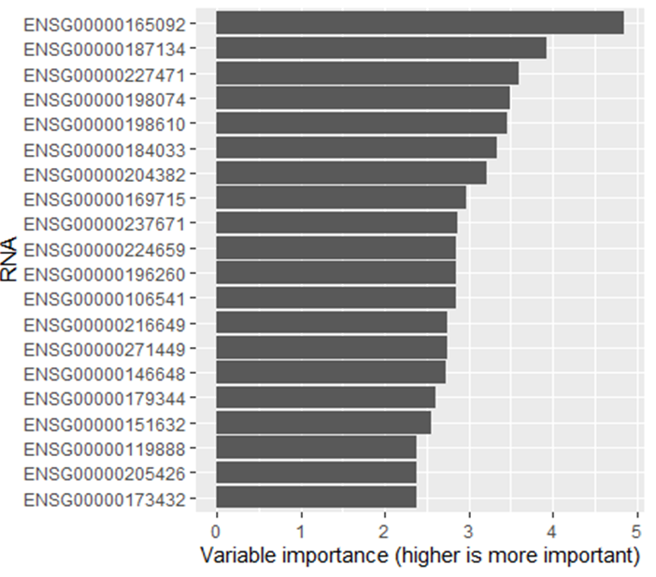 ENSG00000165092
ENSG00000187134
ENSG00000227471
ENSG00000198074
ENSG00000198610
ENSG00000184033
ENSG00000204382
ENSG00000169715
ENSG00000237671
ENSG00000224659
ENSG00000196260
ENSG00000106541
ENSG00000216649
ENSG00000271449
ENSG00000146648
ENSG00000179344
ENSG00000151632
ENSG00000119888
ENSG00000205426
ENSG00000173432
RNA
0 1 2 3 4 5
Variable importance (higher is more important)